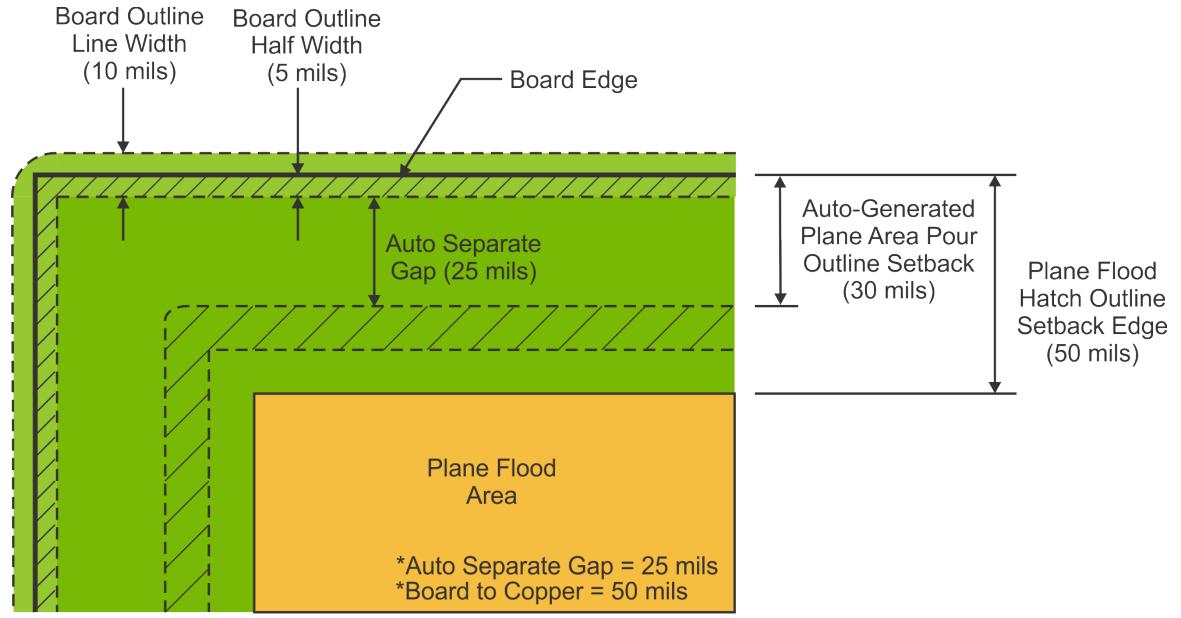 Board Outline
Line Width
(10 mils)
Board Outline
Half Width
(5 mils)
Board Edge
Auto Separate
Gap (25 mils)
Auto-Generated
Plane Area Pour
Outline Setback
(30 mils)
Plane Flood
Hatch Outline
Setback Edge
(50 mils)
Plane Flood
Area
*Auto Separate Gap = 25 mils
*Board to Copper = 50 mils